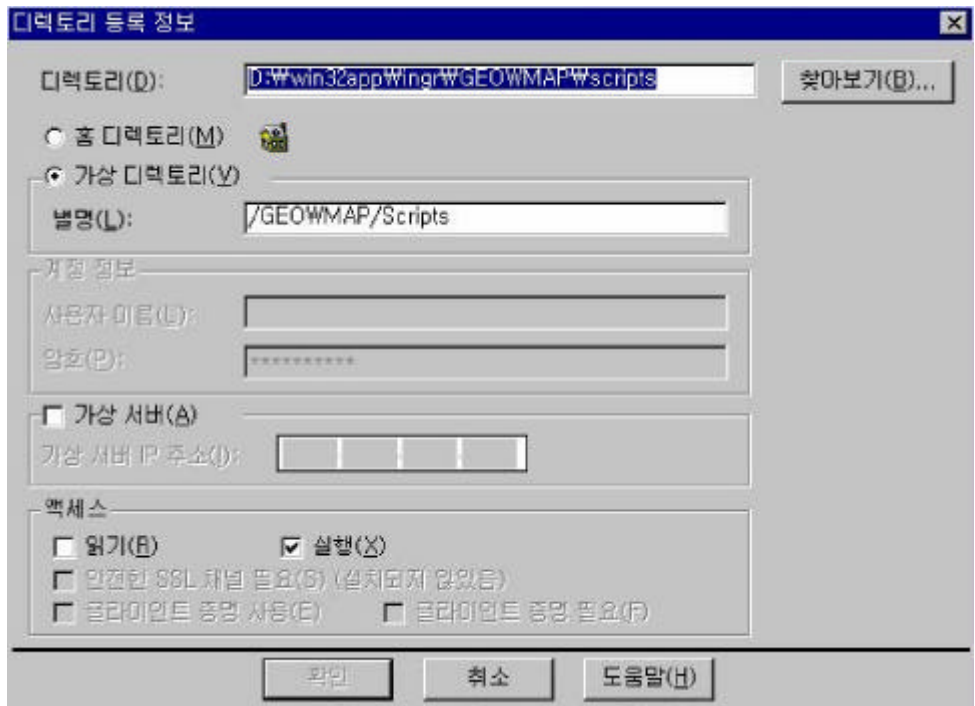 디렉토리 등록 정보
디렉토리(D): D:₩win32app₩ingr₩GEOWMAP₩scripts 찾아보기(B)...
홈 디렉토리(M)
가상 디렉토리(V)
별명(L): /GEOWMAP/Scripts
계정 정보
사용자 이름(U):
암호(P): **********
가상 서버(A)
가상 서버 IP 주소(I):
액세스
읽기(R) 실행(X)
안전한 SSL 채널 필요(S) (설치되지 않았음)
클라이언트 증명 사용(E) 클라이언트 증명 필요(F)
확인 취소 도움말(H)